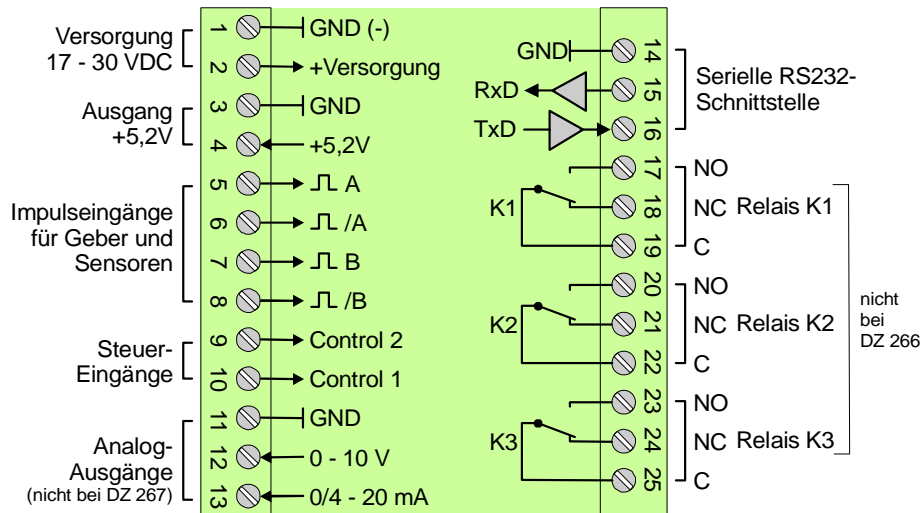 Versorgung
17 - 30 VDC
1 GND (-)
2 +Versorgung
Ausgang
+5,2V
3 GND
4 +5,2V
Impulseingänge
für Geber und
Sensoren
5 A
6 /A
7 B
8 /B
Steuer-
Eingänge
9 Control 2
10 Control 1
Analog-
Ausgänge
(nicht bei DZ 267)
11 GND
12 0 - 10 V
13 0/4 - 20 mA
GND 14
RxD 15
TxD 16
Serielle RS232-
Schnittstelle
17 NO
K1 18 NC Relais K1
19 C
20 NO
K2 21 NC Relais K2
22 C
23 NO
K3 24 NC Relais K3
25 C
nicht
bei
DZ 266